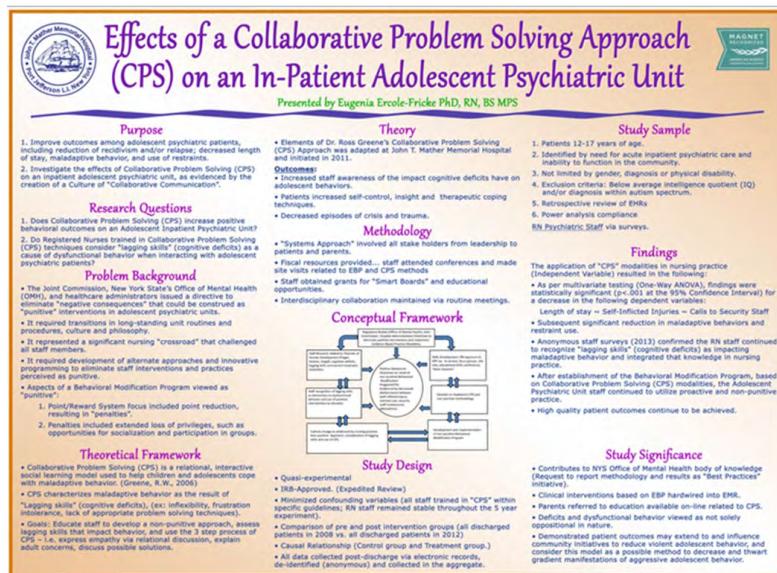 Effects of a Collaborative Problem Solving Approach
(CPS) on an In-Patient Adolescent Psychiatric Unit
Presented by Eugenia Ercole-Fricke PhD, RN, BS MPS
MAGNET
RECOGNIZED
Purpose
1. Improve outcomes among adolescent psychiatric patients,
including reduction of recidivism and/or relapse; decreased length
of stay, maladaptive behavior, and use of restraints.
2. Investigate the effects of Collaborative Problem Solving (CPS)
on an inpatient adolescent psychiatric unit, as evidenced by the
creation of a Culture of "Collaborative Communication".
Research Questions
1. Does Collaborative Problem Solving (CPS) increase positive
behavioral outcomes on an Adolescent Inpatient Psychiatric Unit?
2. Do Registered Nurses trained in Collaborative Problem Solving
(CPS) techniques consider "lagging skills" (cognitive deficits) as a
cause of dysfunctional behavior when interacting with adolescent
psychiatric patients?
Problem Background
• The Joint Commission, New York State's Office of Mental Health
(OMH), and healthcare administrators issued a directive to
eliminate "negative consequences" that could be construed as
"punitive" interventions in adolescent psychiatric units.
• It required transitions in long-standing unit routines and
procedures, culture and philosophy.
• It represented a significant nursing "crossroad" that challenged
all staff members.
• It required development of alternate approaches and innovative
programming to eliminate staff interventions and practices
perceived as punitive.
• Aspects of a Behavioral Modification Program viewed as
"punitive":
1. Point/Reward System focus included point reduction,
resulting in "penalties".
2. Penalties included extended loss of privileges, such as
opportunities for socialization and participation in groups.
Theoretical Framework
• Collaborative Problem Solving (CPS) is a relational, interactive
social learning model used to help children and adolescents cope
with maladaptive behavior. (Greene, R.W., 2006)
• CPS characterizes maladaptive behavior as the result of
"Lagging skills" (cognitive deficits), (ex: inflexibility, frustration
intolerance, lack of appropriate problem solving techniques).
• Goals: Educate staff to develop a non-punitive approach, assess
lagging skills that impact behavior, and use the 3 step process of
CPS – i.e. express empathy via relational discussion, explain
adult concerns, discuss possible solutions.
Theory
• Elements of Dr. Ross Greene's Collaborative Problem Solving
(CPS) Approach was adapted at John T. Mather Memorial Hospital
and initiated in 2011.
Outcomes:
• Increased staff awareness of the impact cognitive deficits have on
adolescent behaviors.
• Patients increased self-control, insight and therapeutic coping
techniques.
• Decreased episodes of crisis and trauma.
Methodology
• "Systems Approach" involved all stake holders from leadership to
patients and parents.
• Fiscal resources provided... staff attended conferences and made
site visits related to EBP and CPS methods
• Staff obtained grants for "Smart Boards" and educational
opportunities.
• Interdisciplinary collaboration maintained via routine meetings.
Conceptual Framework
Study Design
• Quasi-experimental
• IRB-Approved. (Expedited Review)
• Minimized confounding variables (all staff trained in "CPS" within
specific guidelines; RN staff remained stable throughout the 5 year
experiment).
• Comparison of pre and post intervention groups (all discharged
patients in 2008 vs. all discharged patients in 2012)
• Causal Relationship (Control group and Treatment group.)
• All data collected post-discharge via electronic records,
de-identified (anonymous) and collected in the aggregate.
Study Sample
1. Patients 12-17 years of age.
2. Identified by need for acute inpatient psychiatric care and
inability to function in the community.
3. Not limited by gender, diagnosis or physical disability.
4. Exclusion criteria: Below average intelligence quotient (IQ)
and/or diagnosis within autism spectrum.
5. Retrospective review of EHRs
6. Power analysis compliance
RN Psychiatric Staff via surveys.
Findings
The application of "CPS" modalities in nursing practice
(Independent Variable) resulted in the following:
• As per multivariate testing (One-Way ANOVA), findings were
statistically significant (p<.001 at the 95% Confidence Interval) for
a decrease in the following dependent variables:
Length of stay ~ Self-Inflicted Injuries ~ Calls to Security Staff
• Subsequent significant reduction in maladaptive behaviors and
restraint use.
• Anonymous staff surveys (2013) confirmed the RN staff continued
to recognize "lagging skills" (cognitive deficits) as impacting
maladaptive behavior and integrated that knowledge in nursing
practice.
• After establishment of the Behavioral Modification Program, based
on Collaborative Problem Solving (CPS) modalities, the Adolescent
Psychiatric Unit staff continued to utilize proactive and non-punitive
practice.
• High quality patient outcomes continue to be achieved.
Study Significance
• Contributes to NYS Office of Mental Health body of knowledge
(Request to report methodology and results as "Best Practices"
initiative).
• Clinical interventions based on EBP hardwired into EMR.
• Parents referred to education available on-line related to CPS.
• Deficits and dysfunctional behavior viewed as not solely
oppositional in nature.
• Demonstrated patient outcomes may extend to and influence
community initiatives to reduce violent adolescent behavior, and
consider this model as a possible method to decrease and thwart
gradient manifestations of aggressive adolescent behavior.